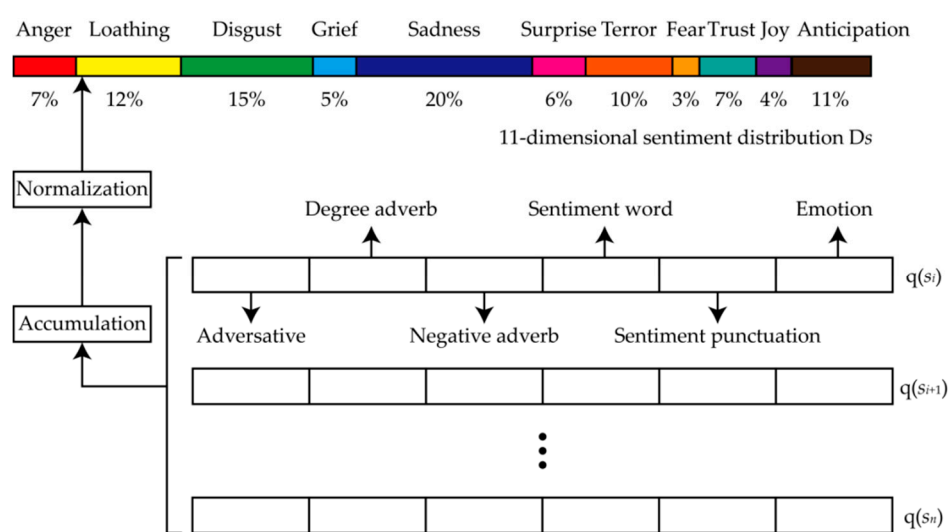 Anger Loathing Disgust Grief Sadness Surprise Terror Fear Trust Joy Anticipation
7% 12% 15% 5% 20% 6% 10% 3% 7% 4% 11%
11-dimensional sentiment distribution Ds
Normalization
Degree adverb Sentiment word Emotion
q(si)
Accumulation
Adversative Negative adverb Sentiment punctuation
q(si+1)
q(sn)